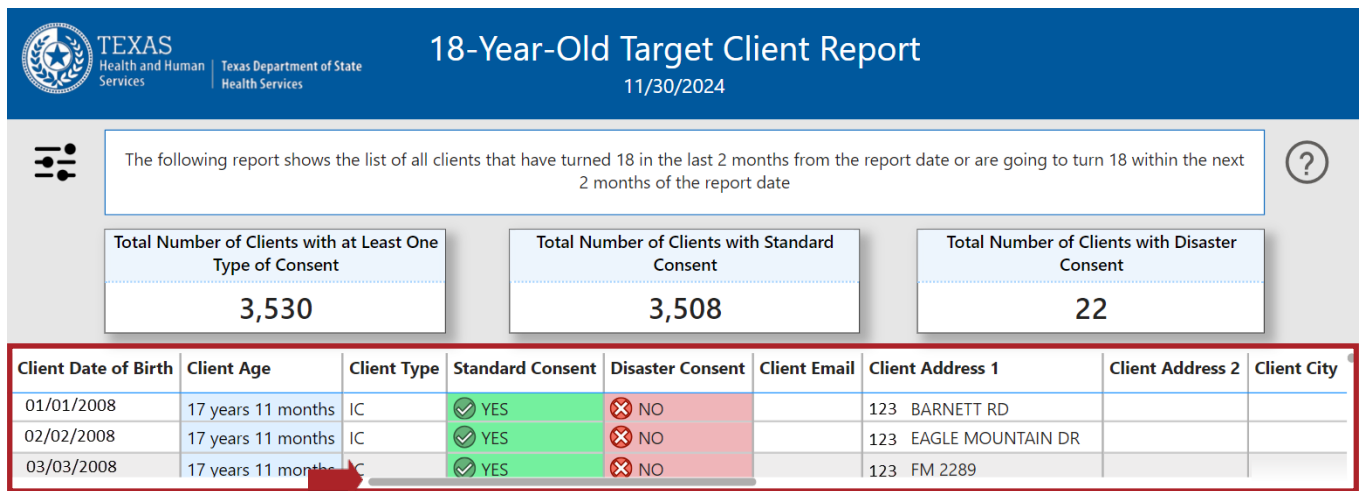 TEXAS
Health and Human
Services
Texas Department of State
Health Services
18-Year-Old Target Client Report
11/30/2024
The following report shows the list of all clients that have turned 18 in the last 2 months from the report date or are going to turn 18 within the next
2 months of the report date
?
Total Number of Clients with at Least One
Type of Consent
3,530
Total Number of Clients with Standard
Consent
3,508
Total Number of Clients with Disaster
Consent
22
Client Date of Birth Client Age Client Type Standard Consent Disaster Consent Client Email Client Address 1 Client Address 2 Client City
01/01/2008 17 years 11 months IC YES NO 123 BARNETT RD
02/02/2008 17 years 11 months IC YES NO 123 EAGLE MOUNTAIN DR
03/03/2008 17 years 11 months YES NO 123 FM 2289